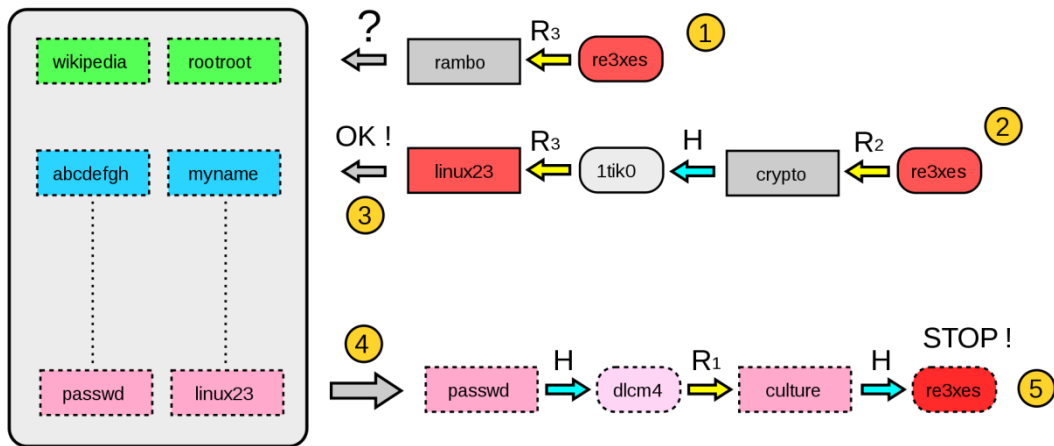 ? R3 1
wikipedia rootroot rambo re3xes
OK ! R3 H R2 2
abcdefgh myname linux23 1tik0 crypto re3xes
3
4 H R1 H STOP !
passwd linux23 passwd dlcm4 culture re3xes 5